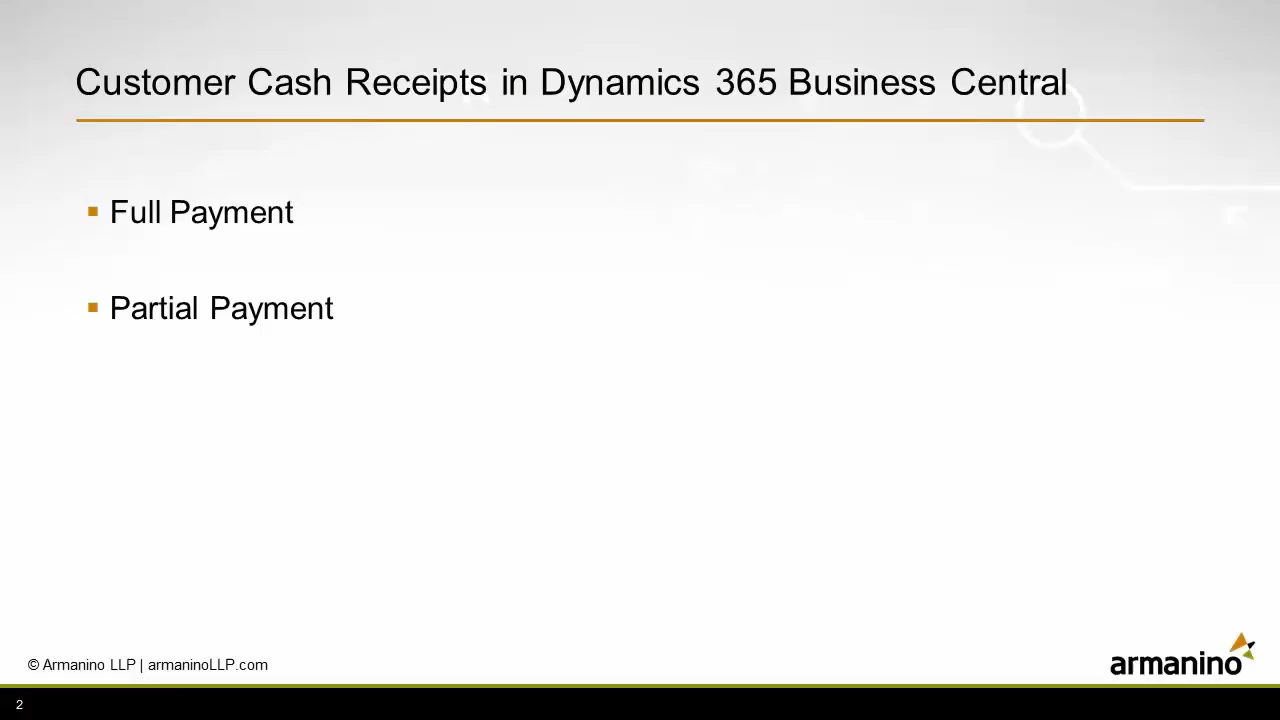 Customer Cash Receipts in Dynamics 365 Business Central
▪ Full Payment
▪ Partial Payment
© Armanino LLP | armaninoLLP.com
armanino
2